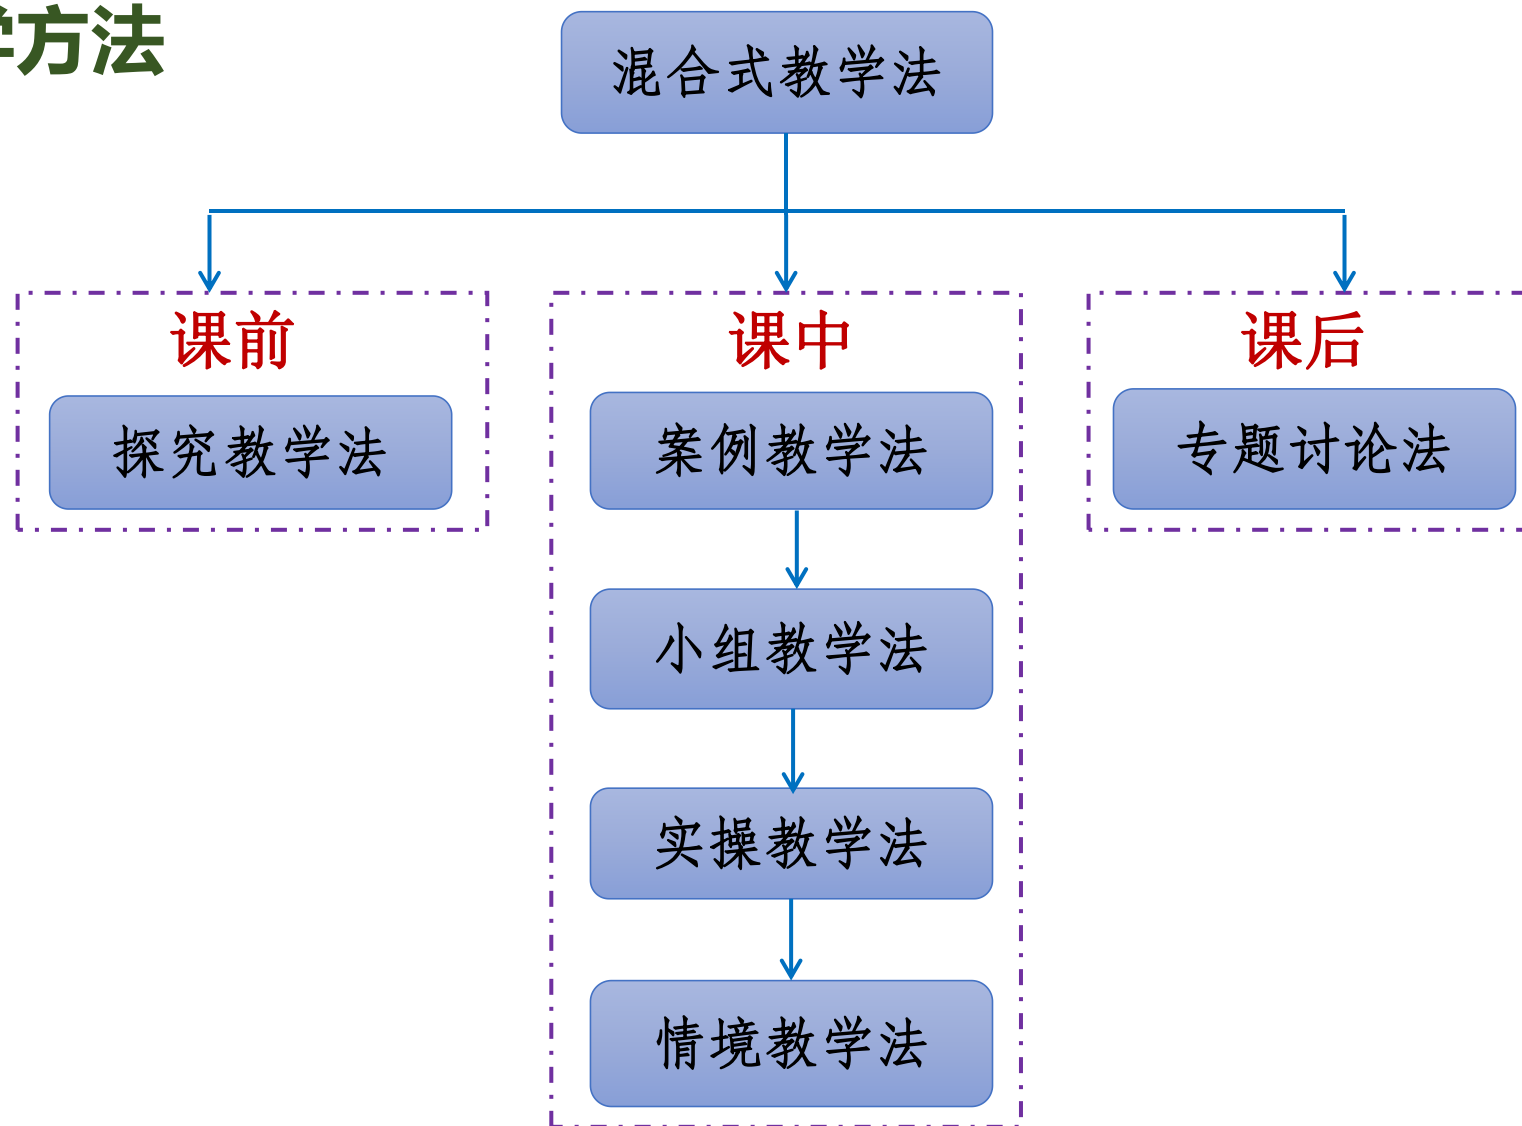 学方法
混合式教学法
课前
课中
课后
探究教学法
案例教学法
专题讨论法
小组教学法
实操教学法
情境教学法